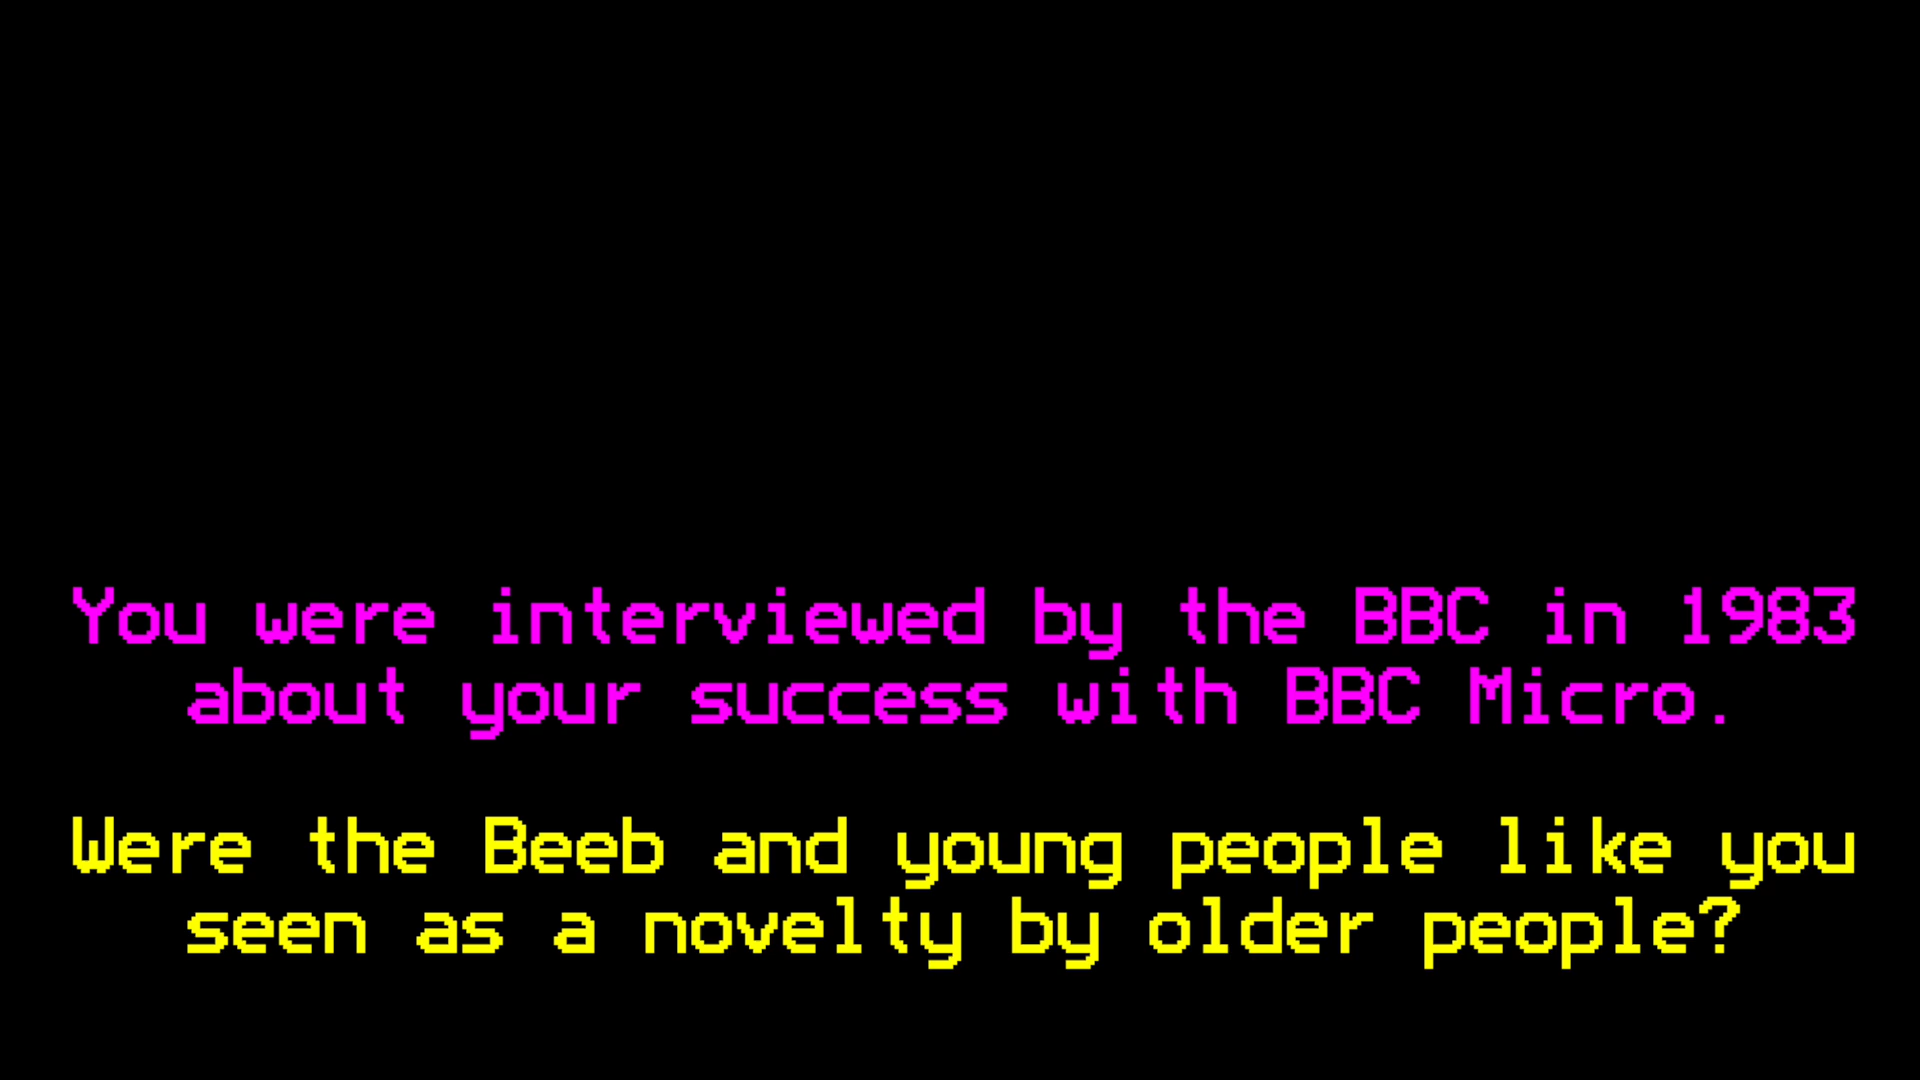 You were interviewed by the BBC in 1983
about your success with BBC Micro.
Were the Beeb and young people like you
seen as a novelty by older people?